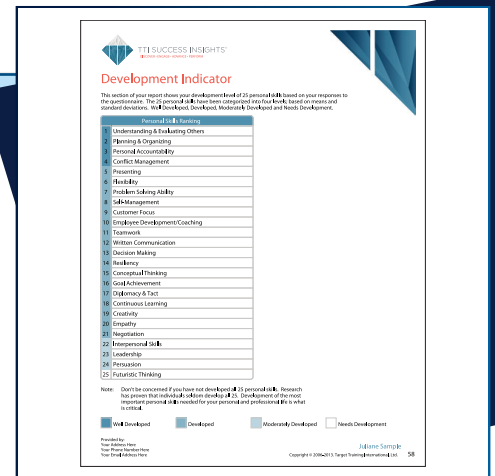 TTI SUCCESS INSIGHTS®
DISCOVER • ENGAGE • ADVANCE • PERFORM
Development Indicator
This section of your report shows your development level of 25 personal skills based on your responses to
the questionnaire. The 25 personal skills have been categorized into four levels; based on means and
standard deviations. Well Developed, Developed, Moderately Developed and Needs Development.
Personal Skills Ranking
1 Understanding & Evaluating Others
2 Planning & Organizing
3 Personal Accountability
4 Conflict Management
5 Presenting
6 Flexibility
7 Problem Solving Ability
8 Self-Management
9 Customer Focus
10 Employee Development/Coaching
11 Teamwork
12 Written Communication
13 Decision Making
14 Resiliency
15 Conceptual Thinking
16 Goal Achievement
17 Diplomacy & Tact
18 Continuous Learning
19 Creativity
20 Empathy
21 Negotiation
22 Interpersonal Skills
23 Leadership
24 Persuasion
25 Futuristic Thinking
Note: Don't be concerned if you have not developed all 25 personal skills. Research
has proven that individuals seldom develop all 25. Development of the most
important personal skills needed for your personal and professional life is what
is critical.
Well Developed Developed Moderately Developed Needs Development
Provided by:
Your Address Here
Your Phone Number Here
Your Email Address Here
Juliane Sample
Copyright © 2006-2013. Target Training International, Ltd. 58